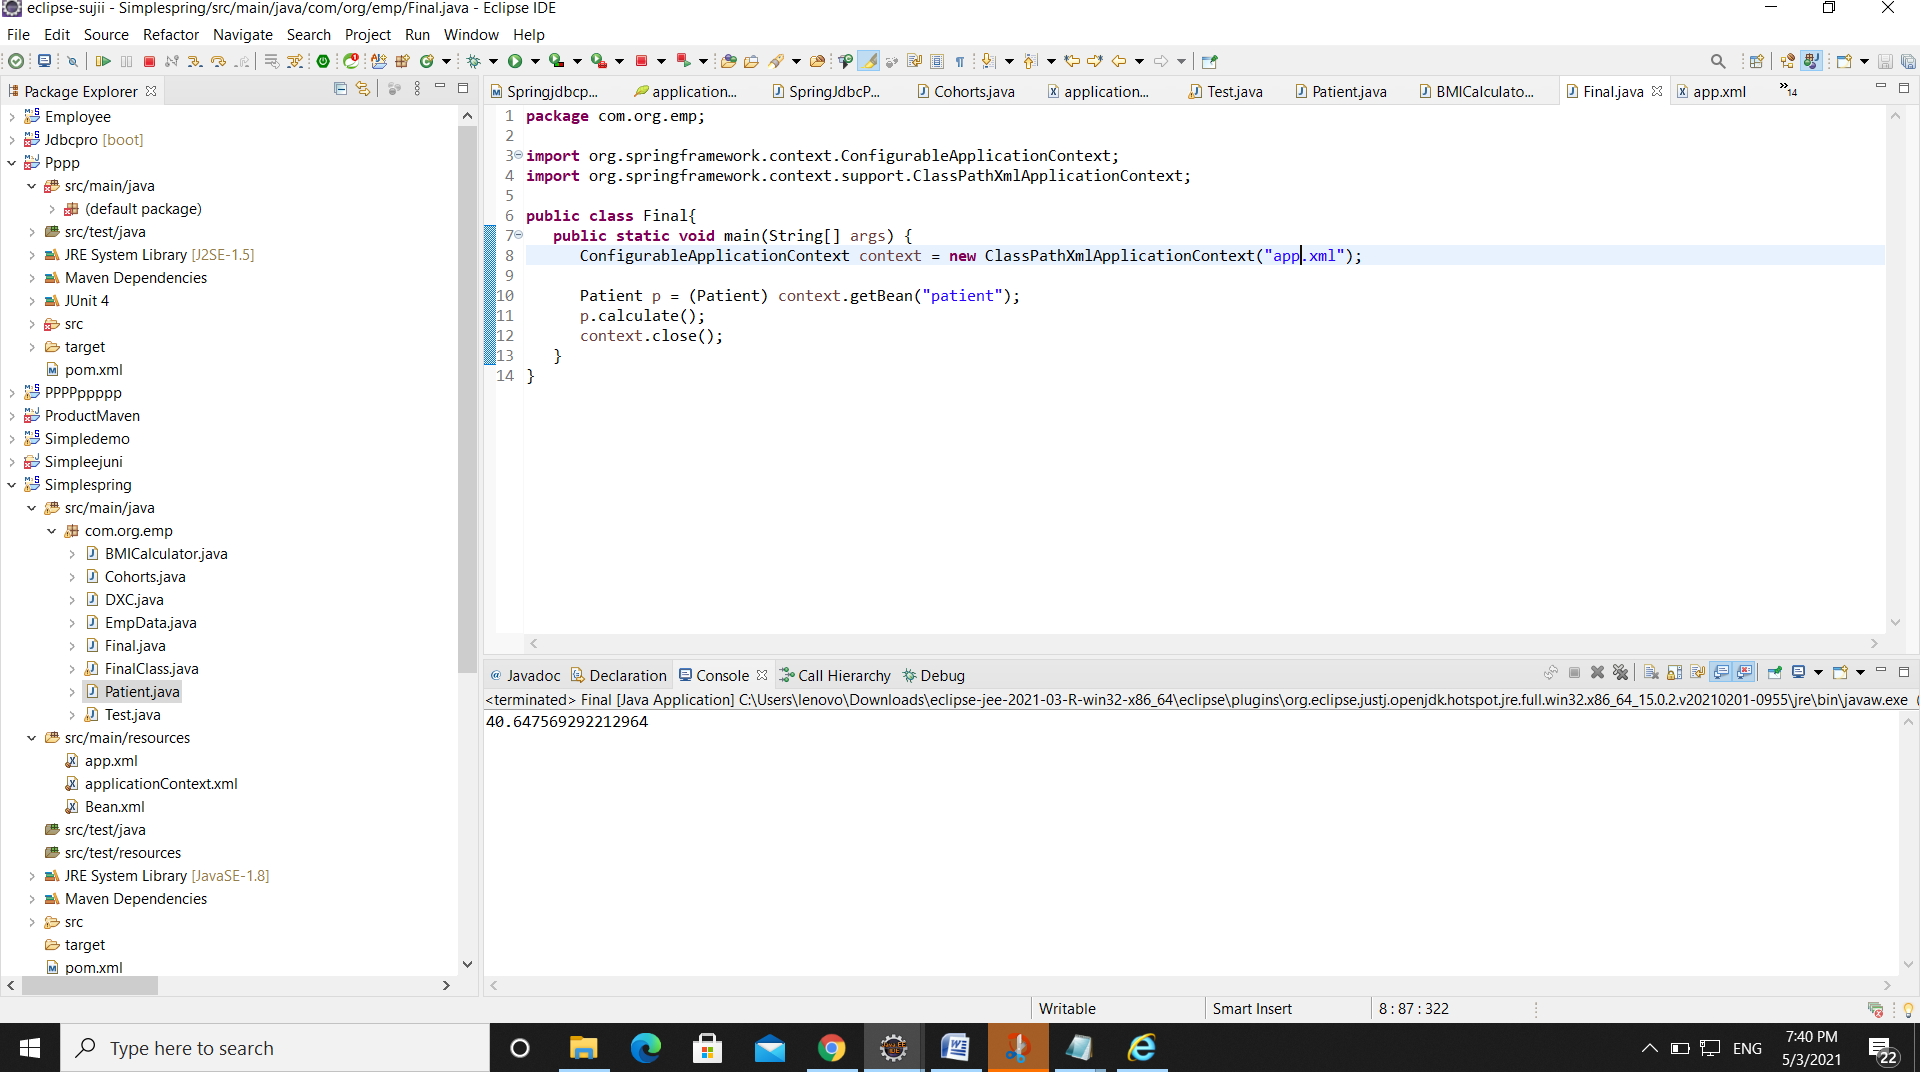 eclipse-sujii - Simplespring/src/main/java/com/org/emp/Final.java - Eclipse IDE
File Edit Source Refactor Navigate Search Project Run Window Help
Package Explorer
Employee
Jdbcpro [boot]
Pppp
src/main/java
(default package)
src/test/java
JRE System Library [J2SE-1.5]
Maven Dependencies
JUnit 4
src
target
pom.xml
PPPPppppp
ProductMaven
Simpledemo
Simpleejuni
Simplespring
src/main/java
com.org.emp
BMICalculator.java
Cohorts.java
DXC.java
EmpData.java
Final.java
FinalClass.java
Patient.java
Test.java
src/main/resources
app.xml
applicationContext.xml
Bean.xml
src/test/java
src/test/resources
JRE System Library [JavaSE-1.8]
Maven Dependencies
src
target
pom.xml
Springjdbcp... application... SpringJdbcP... Cohorts.java application... Test.java Patient.java BMICalculato... Final.java app.xml »14
1 package com.org.emp;
2
3 import org.springframework.context.ConfigurableApplicationContext;
4 import org.springframework.context.support.ClassPathXmlApplicationContext;
5
6 public class Final{
7 public static void main(String[] args) {
8 ConfigurableApplicationContext context = new ClassPathXmlApplicationContext("app.xml");
9
10 Patient p = (Patient) context.getBean("patient");
11 p.calculate();
12 context.close();
13 }
14 }
@ Javadoc Declaration Console Call Hierarchy Debug
<terminated> Final [Java Application] C:\Users\lenovo\Downloads\eclipse-jee-2021-03-R-win32-x86_64\eclipse\plugins\org.eclipse.justj.openjdk.hotspot.jre.full.win32.x86_64_15.0.2.v20210201-0955\jre\bin\javaw.exe (
40.647569292212964
Writable Smart Insert 8 : 87 : 322
Type here to search
ENG
7:40 PM
5/3/2021
22